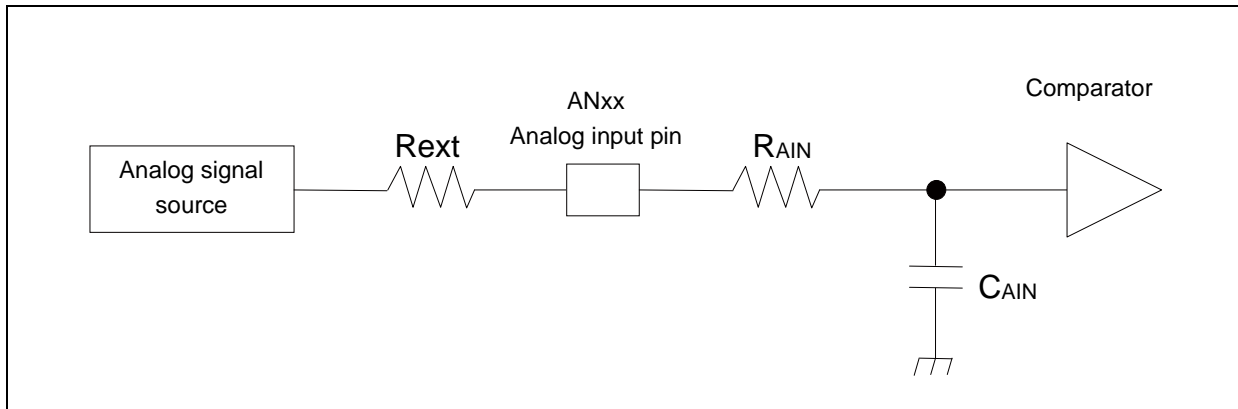 Comparator
ANxx
Analog input pin
Rext
RAIN
Analog signal
source
CAIN